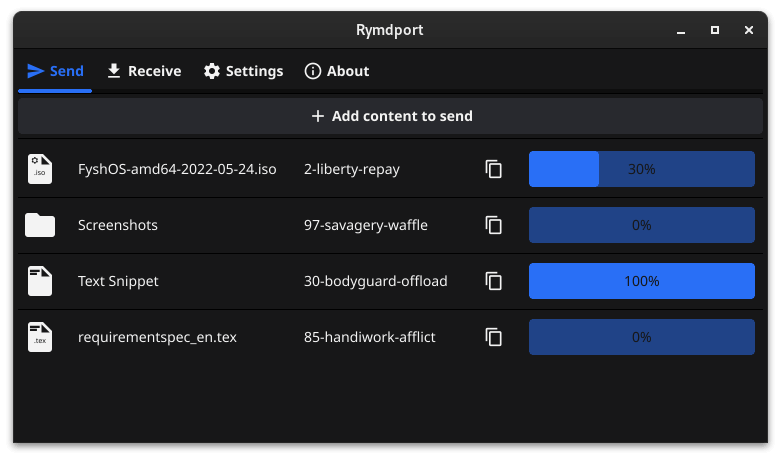 Rymdport
Send Receive Settings About
Add content to send
.iso FyshOS-amd64-2022-05-24.iso 2-liberty-repay 30%
Screenshots 97-savagery-waffle 0%
Text Snippet 30-bodyguard-offload 100%
.tex requirementspec_en.tex 85-handiwork-afflict 0%